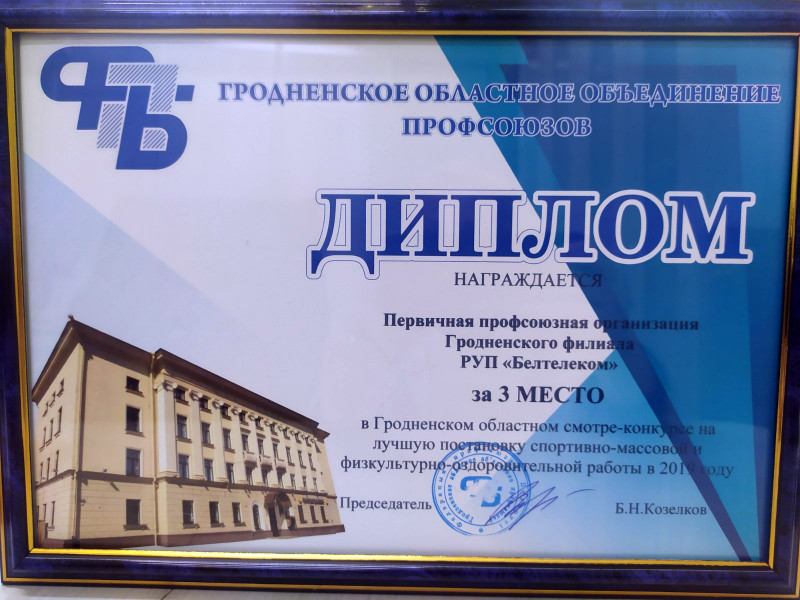 ФПБ
ГРОДНЕНСКОЕ ОБЛАСТНОЕ ОБЪЕДИНЕНИЕ
ПРОФСОЮЗОВ
ДИПЛОМ
НАГРАЖДАЕТСЯ
Первичная профсоюзная организация
Гродненского филиала
РУП «Белтелеком»
за 3 МЕСТО
в Гродненском областном смотре-конкурсе на
лучшую постановку спортивно-массовой и
физкультурно-оздоровительной работы в 2019 году
Председатель
Б.Н.Козелков